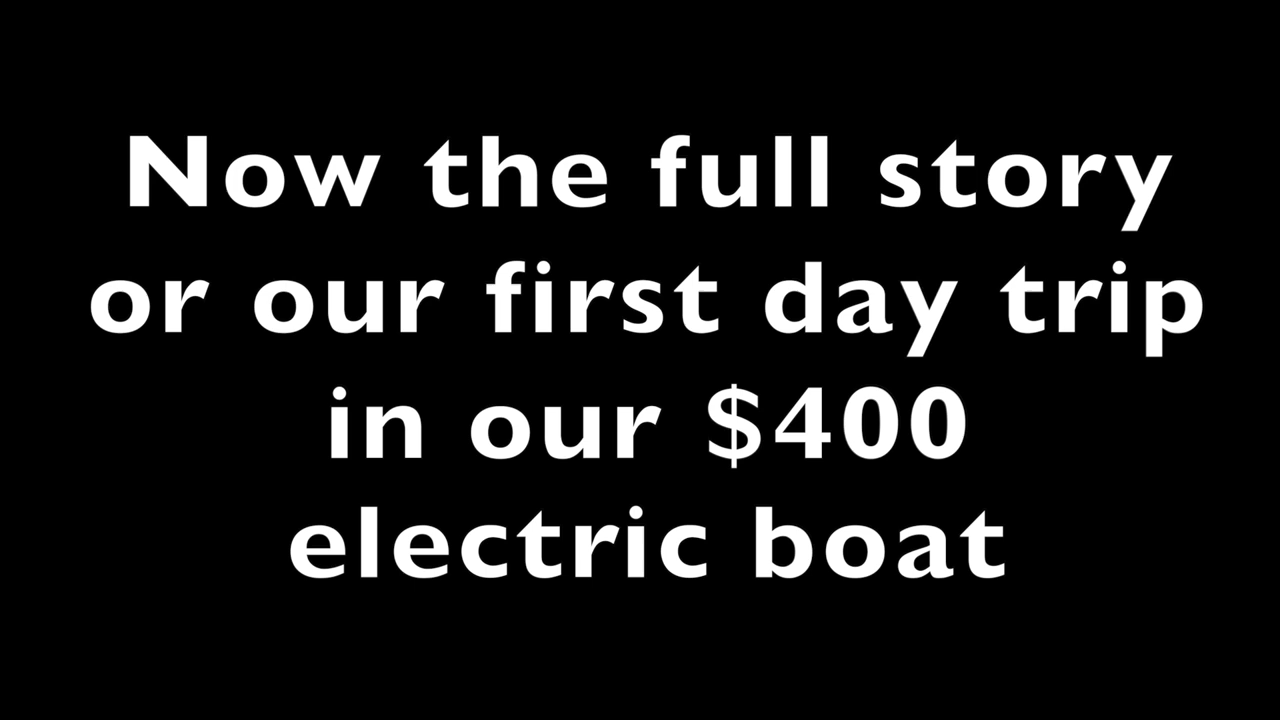 Now the full story
or our first day trip
in our $400
electric boat